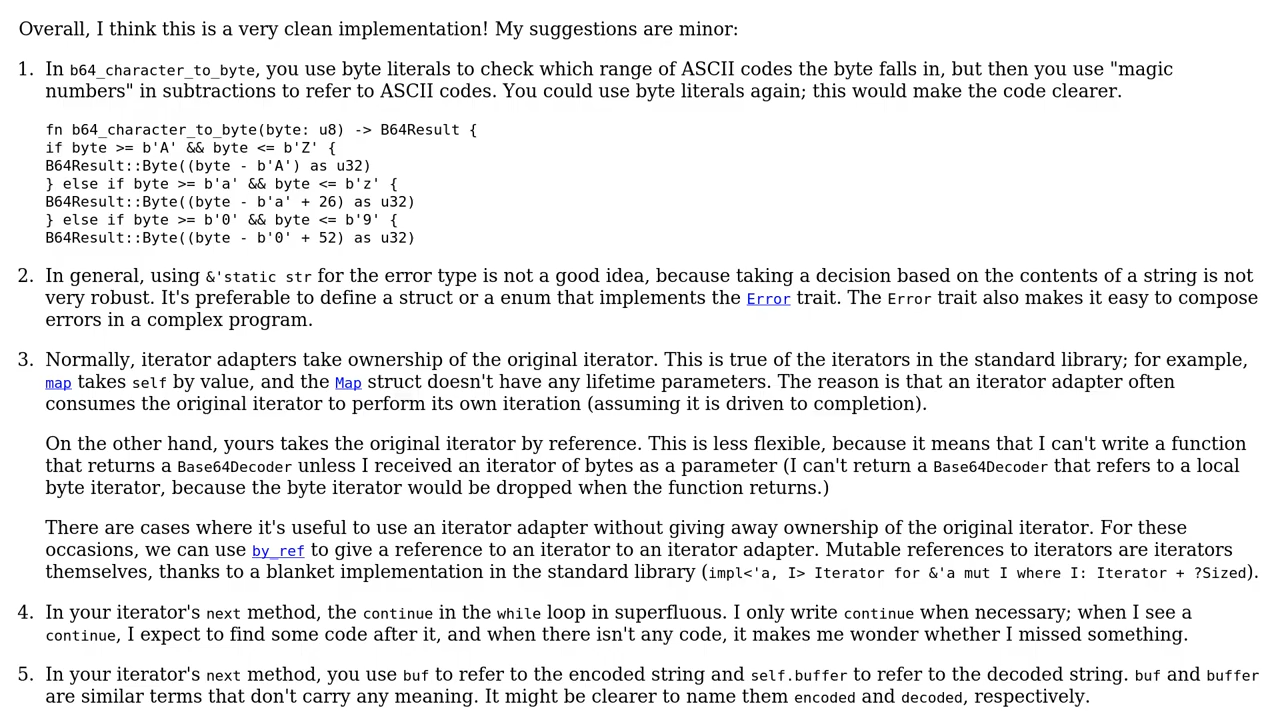 Overall, I think this is a very clean implementation! My suggestions are minor:
1. In b64_character_to_byte, you use byte literals to check which range of ASCII codes the byte falls in, but then you use "magic
numbers" in subtractions to refer to ASCII codes. You could use byte literals again; this would make the code clearer.
fn b64_character_to_byte(byte: u8) -> B64Result {
if byte >= b'A' && byte <= b'Z' {
B64Result::Byte((byte - b'A') as u32)
} else if byte >= b'a' && byte <= b'z' {
B64Result::Byte((byte - b'a' + 26) as u32)
} else if byte >= b'0' && byte <= b'9' {
B64Result::Byte((byte - b'0' + 52) as u32)
2. In general, using &'static str for the error type is not a good idea, because taking a decision based on the contents of a string is not
very robust. It's preferable to define a struct or a enum that implements the Error trait. The Error trait also makes it easy to compose
errors in a complex program.
3. Normally, iterator adapters take ownership of the original iterator. This is true of the iterators in the standard library; for example,
map takes self by value, and the Map struct doesn't have any lifetime parameters. The reason is that an iterator adapter often
consumes the original iterator to perform its own iteration (assuming it is driven to completion).
On the other hand, yours takes the original iterator by reference. This is less flexible, because it means that I can't write a function
that returns a Base64Decoder unless I received an iterator of bytes as a parameter (I can't return a Base64Decoder that refers to a local
byte iterator, because the byte iterator would be dropped when the function returns.)
There are cases where it's useful to use an iterator adapter without giving away ownership of the original iterator. For these
occasions, we can use by_ref to give a reference to an iterator to an iterator adapter. Mutable references to iterators are iterators
themselves, thanks to a blanket implementation in the standard library (impl<'a, I> Iterator for &'a mut I where I: Iterator + ?Sized).
4. In your iterator's next method, the continue in the while loop in superfluous. I only write continue when necessary; when I see a
continue, I expect to find some code after it, and when there isn't any code, it makes me wonder whether I missed something.
5. In your iterator's next method, you use buf to refer to the encoded string and self.buffer to refer to the decoded string. buf and buffer
are similar terms that don't carry any meaning. It might be clearer to name them encoded and decoded, respectively.